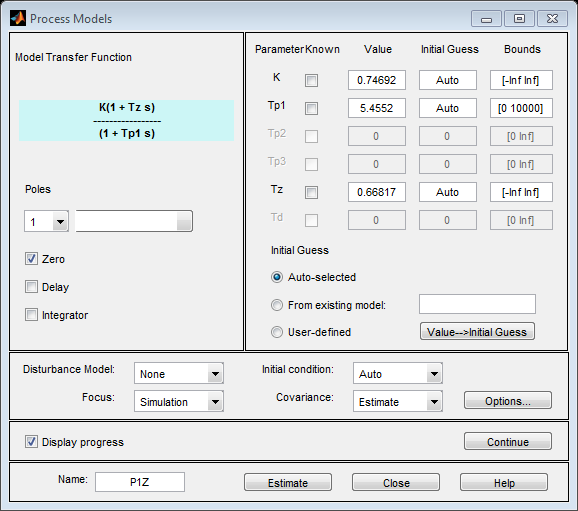 Process Models
Model Transfer Function
K(1 + Tz s)
-----------------
(1 + Tp1 s)
Poles
1
Zero
Delay
Integrator
Parameter Known Value Initial Guess Bounds
K 0.74692 Auto [-Inf Inf]
Tp1 5.4552 Auto [0 10000]
Tp2 0 0 [0 Inf]
Tp3 0 0 [0 Inf]
Tz 0.66817 Auto [-Inf Inf]
Td 0 0 [0 Inf]
Initial Guess
Auto-selected
From existing model:
User-defined Value-->Initial Guess
Disturbance Model: None Initial condition: Auto
Focus: Simulation Covariance: Estimate Options...
Display progress Continue
Name: P1Z Estimate Close Help